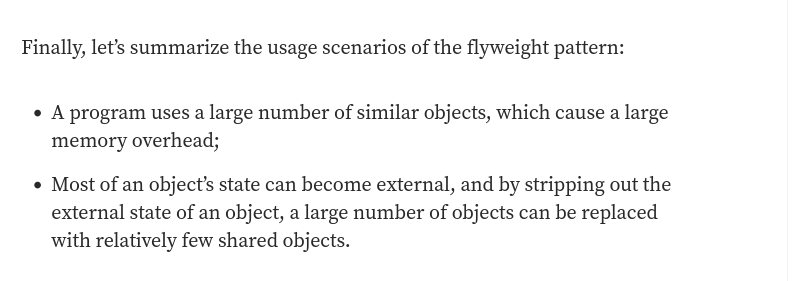 Finally, let’s summarize the usage scenarios of the flyweight pattern:
• A program uses a large number of similar objects, which cause a large
memory overhead;
• Most of an object’s state can become external, and by stripping out the
external state of an object, a large number of objects can be replaced
with relatively few shared objects.